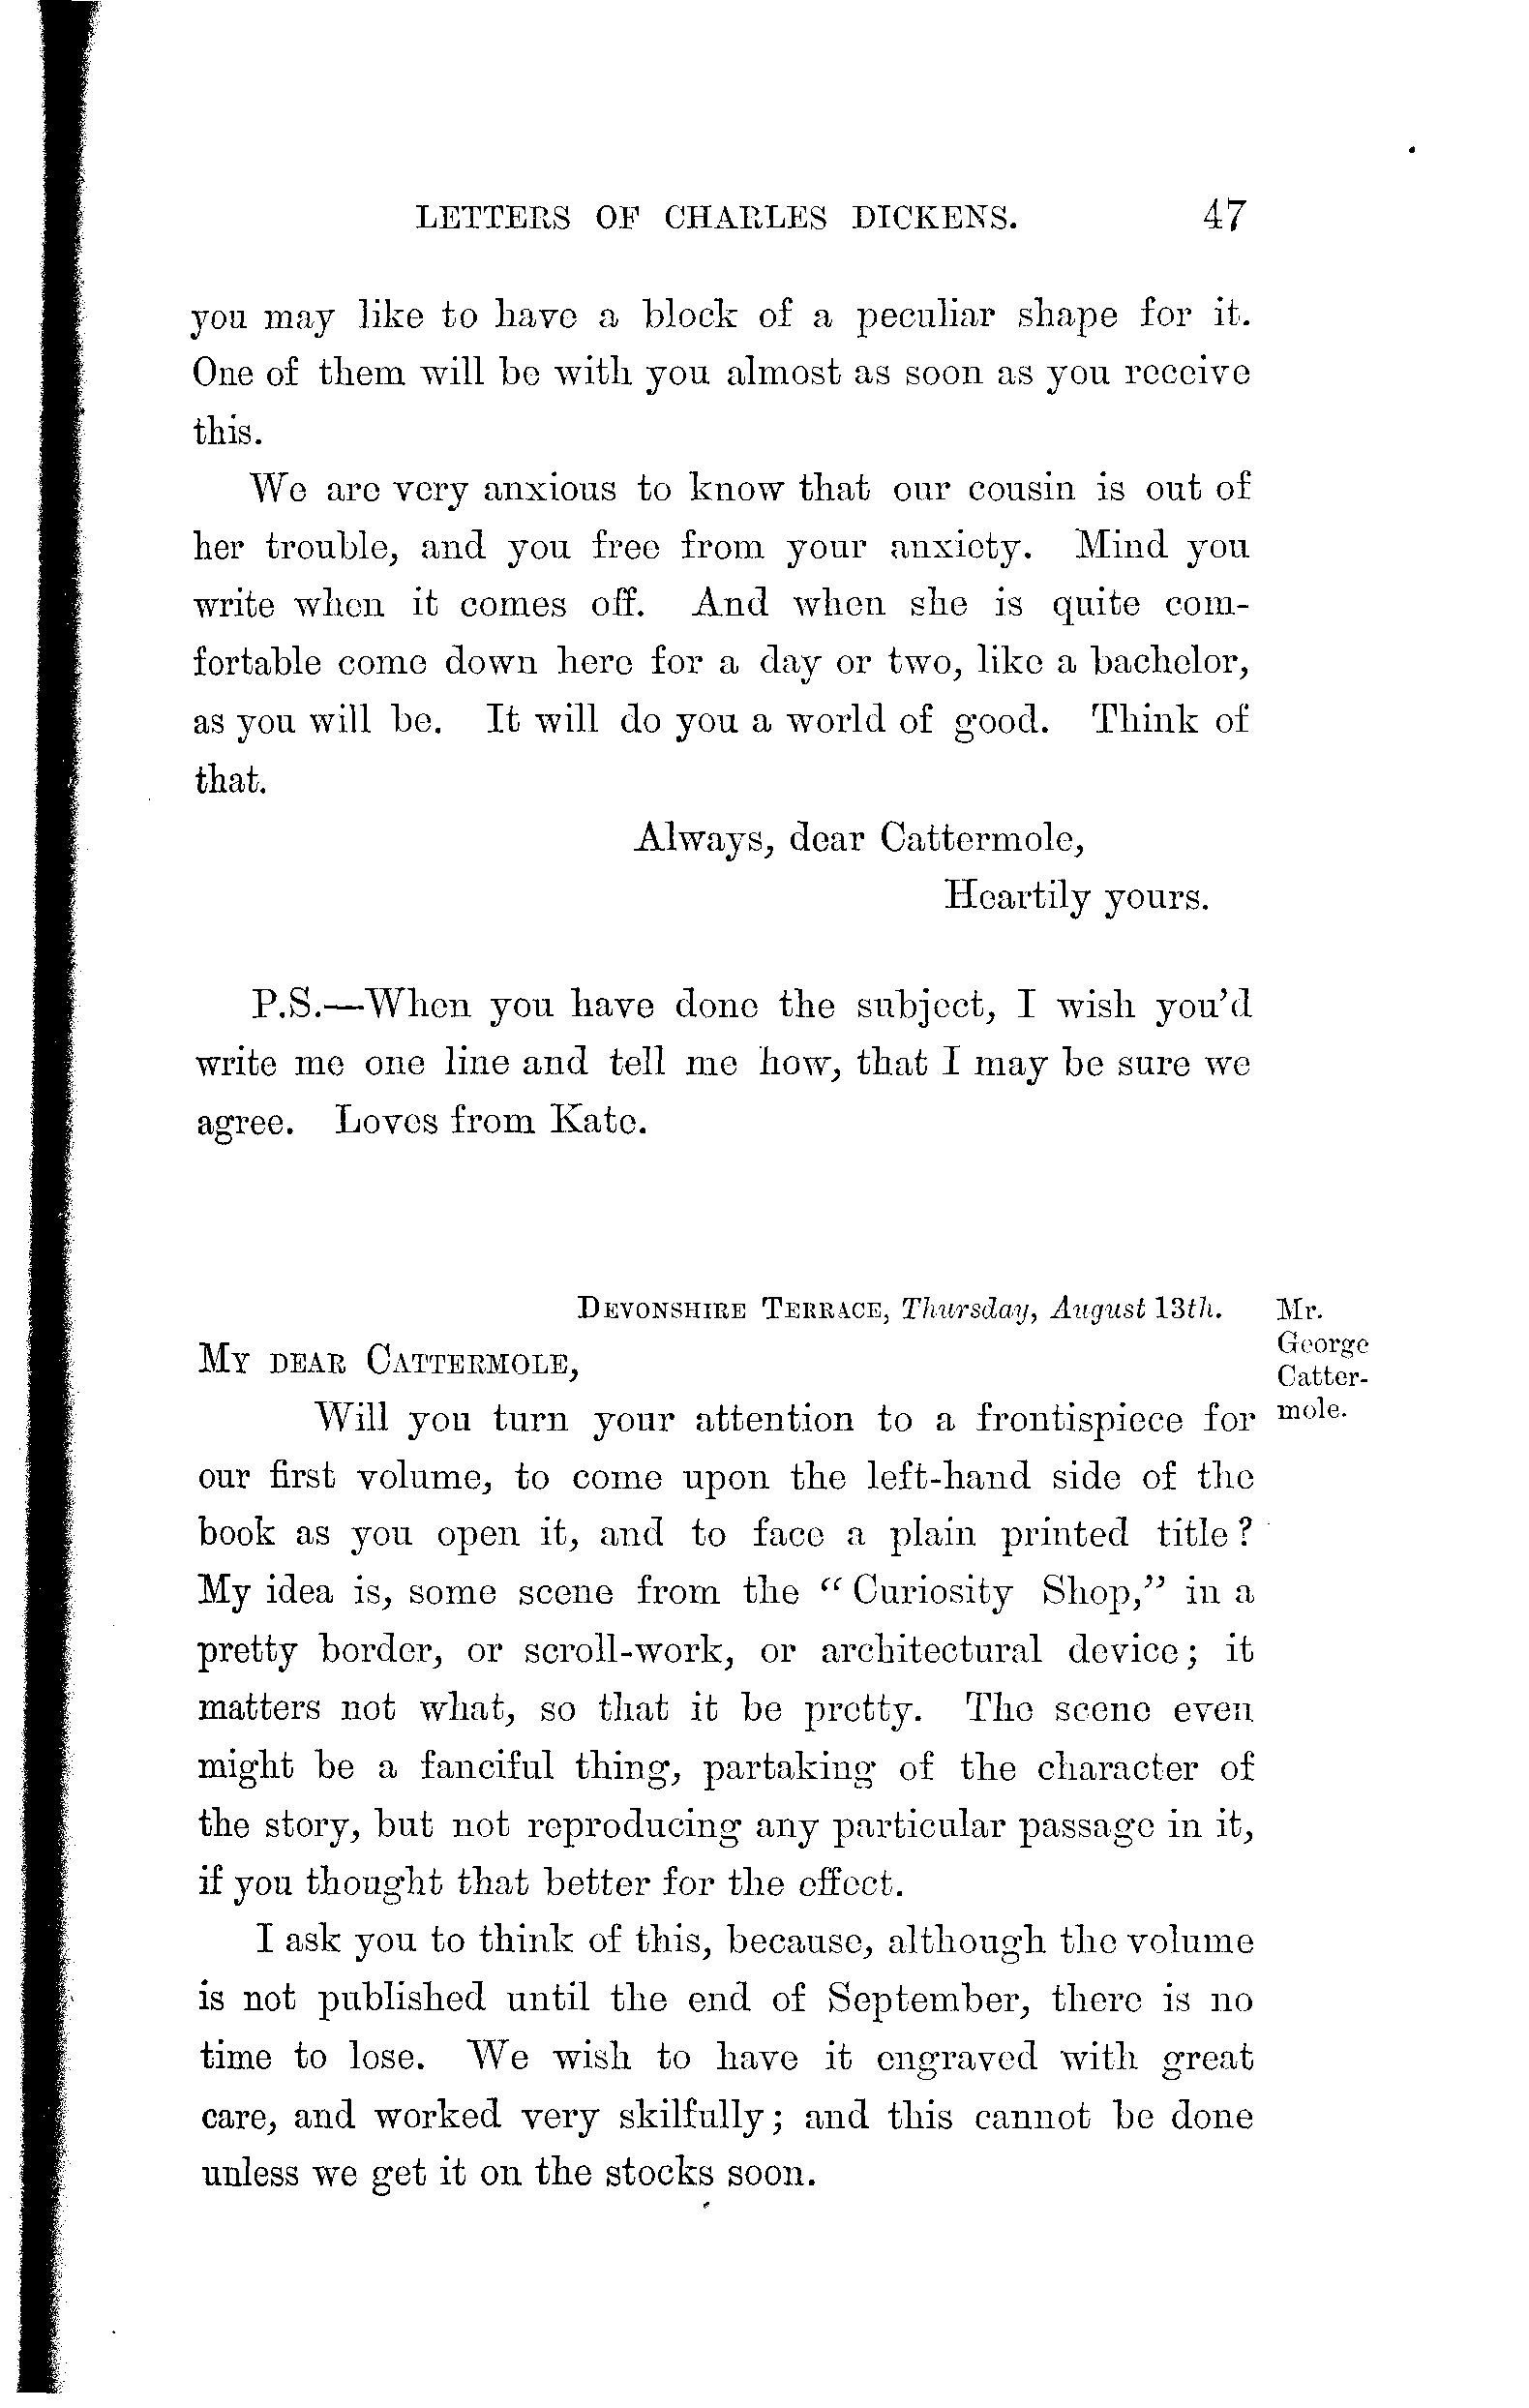 LETTERS OF CHARLES DICKENS. 47
you may like to have a block of a peculiar shape for it.
One of them will be with you almost as soon as you receive
this.
We are very anxious to know that our cousin is out of
her trouble, and you free from your anxiety. Mind you
write when it comes off. And when she is quite com-
fortable come down here for a day or two, like a bachelor,
as you will be. It will do you a world of good. Think of
that.
Always, dear Cattermole,
Heartily yours.
P.S.—When you have done the subject, I wish you'd
write me one line and tell me how, that I may be sure we
agree. Loves from Kate.
DEVONSHIRE TERRACE, Thursday, August 13th.
Mr.
George
Catter-
mole.
MY DEAR CATTERMOLE,
Will you turn your attention to a frontispiece for
our first volume, to come upon the left-hand side of the
book as you open it, and to face a plain printed title?
My idea is, some scene from the "Curiosity Shop," in a
pretty border, or scroll-work, or architectural device; it
matters not what, so that it be pretty. The scene even
might be a fanciful thing, partaking of the character of
the story, but not reproducing any particular passage in it,
if you thought that better for the effect.
I ask you to think of this, because, although the volume
is not published until the end of September, there is no
time to lose. We wish to have it engraved with great
care, and worked very skilfully; and this cannot be done
unless we get it on the stocks soon.